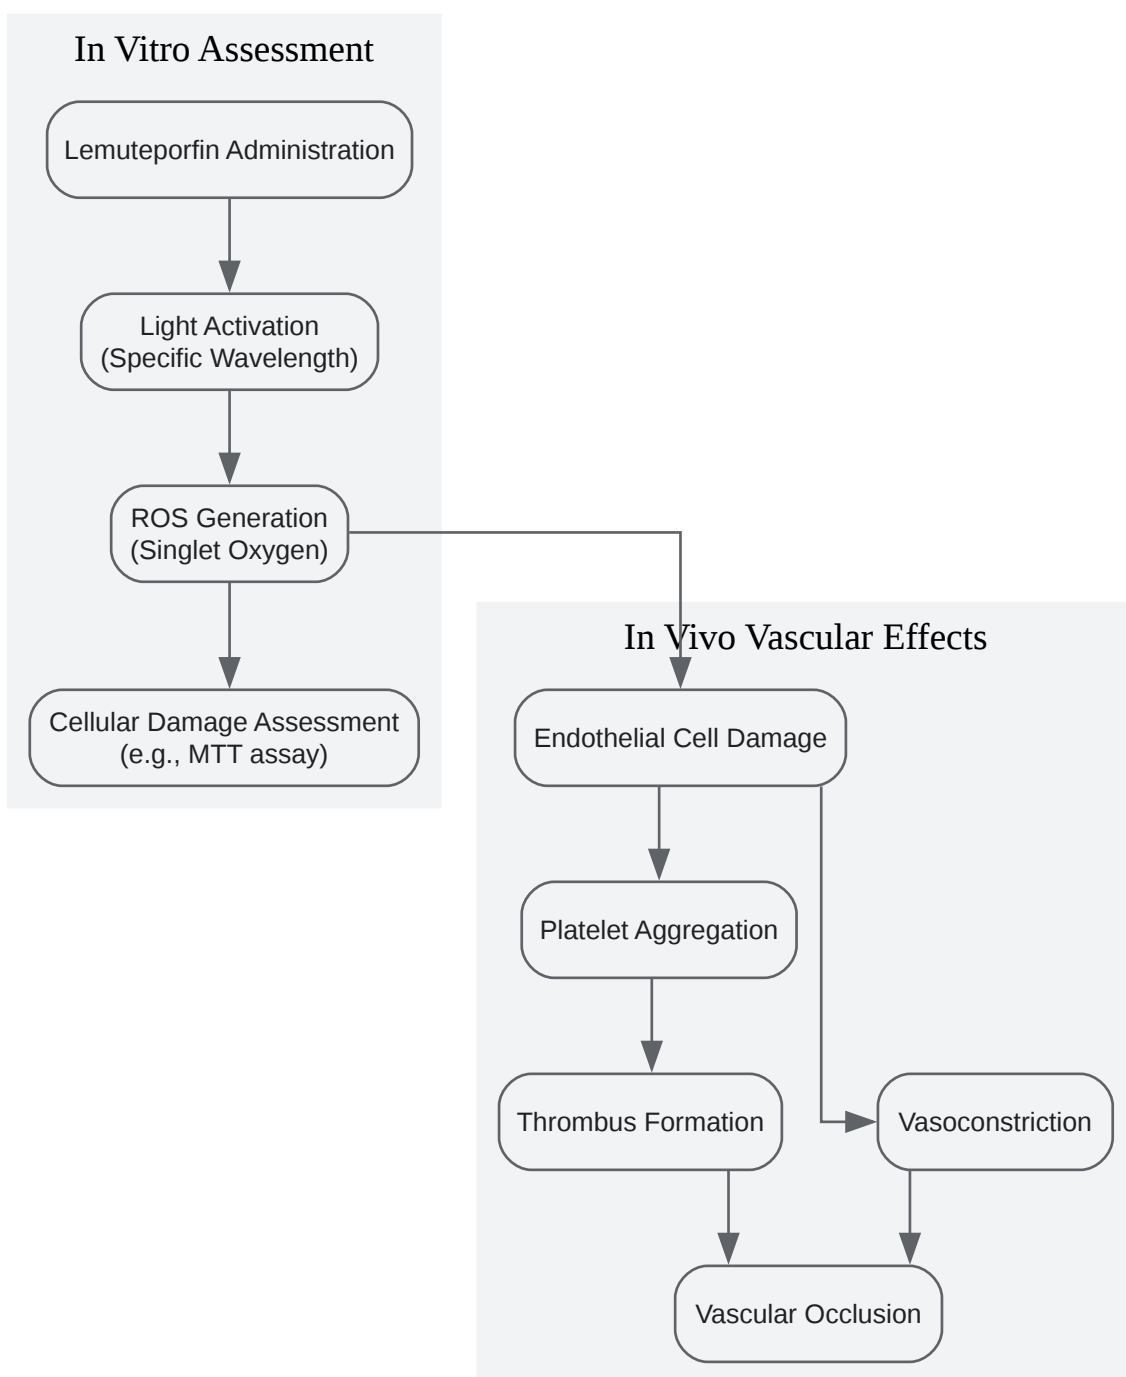 In Vitro Assessment
Lemuteporfin Administration
Light Activation
(Specific Wavelength)
ROS Generation
(Singlet Oxygen)
Cellular Damage Assessment
(e.g., MTT assay)
In Vivo Vascular Effects
Endothelial Cell Damage
Platelet Aggregation
Thrombus Formation
Vasoconstriction
Vascular Occlusion